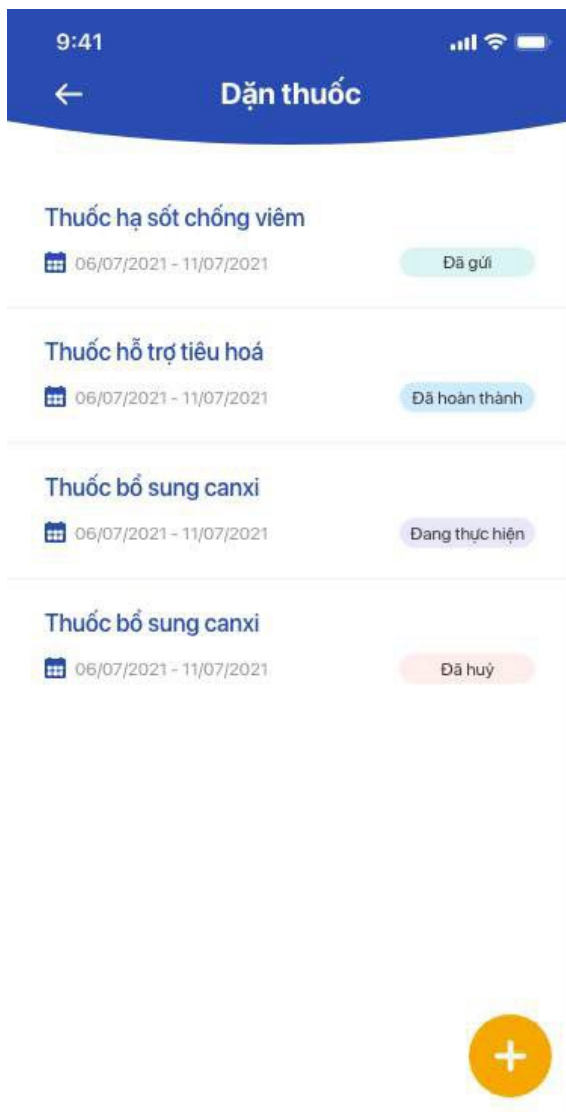 9:41
Dặn thuốc
Thuốc hạ sốt chống viêm
06/07/2021 - 11/07/2021
Đã gửi
Thuốc hỗ trợ tiêu hoá
06/07/2021 - 11/07/2021
Đã hoàn thành
Thuốc bổ sung canxi
06/07/2021 - 11/07/2021
Đang thực hiện
Thuốc bổ sung canxi
06/07/2021 - 11/07/2021
Đã huỷ